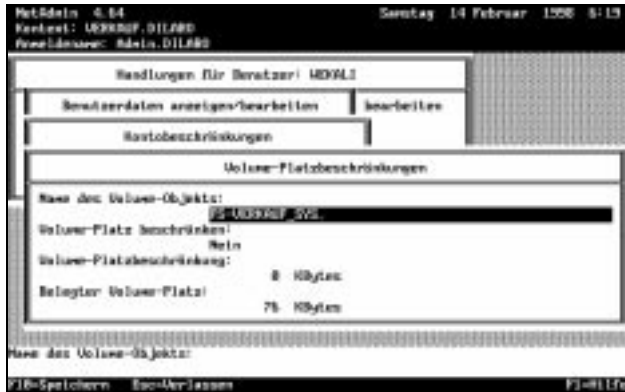 NetAdmin 4.64 Samstag 14 Februar 1998 6:19
Kontext: VERKAUF.DILARO
Anmeldename: Admin.DILARO
Handlungen für Benutzer: WEKALI
Benutzerdaten anzeigen/bearbeiten bearbeiten
Kontobeschränkungen
Volume-Platzbeschränkungen
Name des Volume-Objekts:
FS-VERKAUF_SYS.
Volume-Platz beschränken:
Nein
Volume-Platzbeschränkung:
0 KBytes
Belegter Volume-Platz:
76 KBytes
Name des Volume-Objekts:
F10=Speichern Esc=Verlassen F1=Hilfe